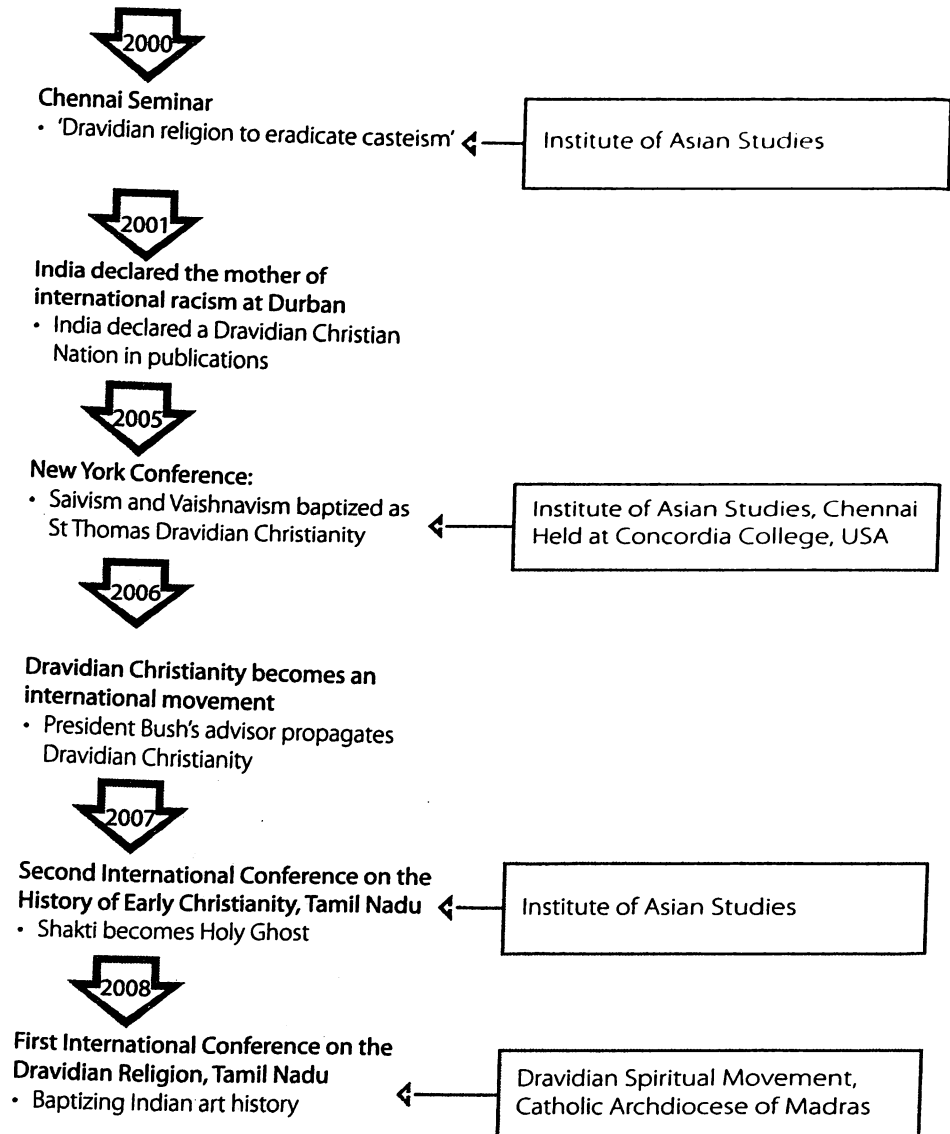 2000
Chennai Seminar
• 'Dravidian religion to eradicate casteism'
Institute of Asian Studies
2001
India declared the mother of
international racism at Durban
• India declared a Dravidian Christian
Nation in publications
2005
New York Conference:
• Saivism and Vaishnavism baptized as
St Thomas Dravidian Christianity
Institute of Asian Studies, Chennai
Held at Concordia College, USA
2006
Dravidian Christianity becomes an
international movement
• President Bush's advisor propagates
Dravidian Christianity
2007
Second International Conference on the
History of Early Christianity, Tamil Nadu
• Shakti becomes Holy Ghost
Institute of Asian Studies
2008
First International Conference on the
Dravidian Religion, Tamil Nadu
• Baptizing Indian art history
Dravidian Spiritual Movement,
Catholic Archdiocese of Madras